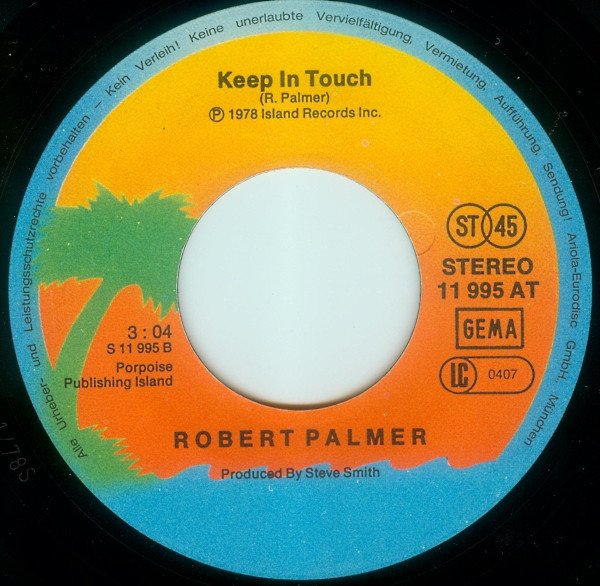 Alle Urheber- und Leistungsschutzrechte vorbehalten – Kein Verleih! Keine unerlaubte Vervielfältigung, Vermietung, Aufführung, Sendung! Ariola-Eurodisc GmbH., München
Keep In Touch
(R. Palmer)
Ⓟ 1978 Island Records Inc.
ST 45
STEREO
11 995 AT
GEMA
LC 0407
3 : 04
S 11 995 B
Porpoise
Publishing Island
ROBERT PALMER
Produced By Steve Smith